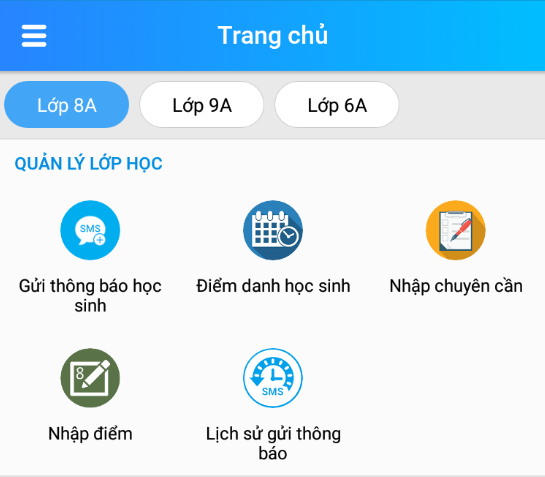 Trang chủ
Lớp 8A
Lớp 9A
Lớp 6A
QUẢN LÝ LỚP HỌC
SMS
Gửi thông báo học
sinh
Điểm danh học sinh
Nhập chuyên cần
8
Nhập điểm
SMS
Lịch sử gửi thông
báo